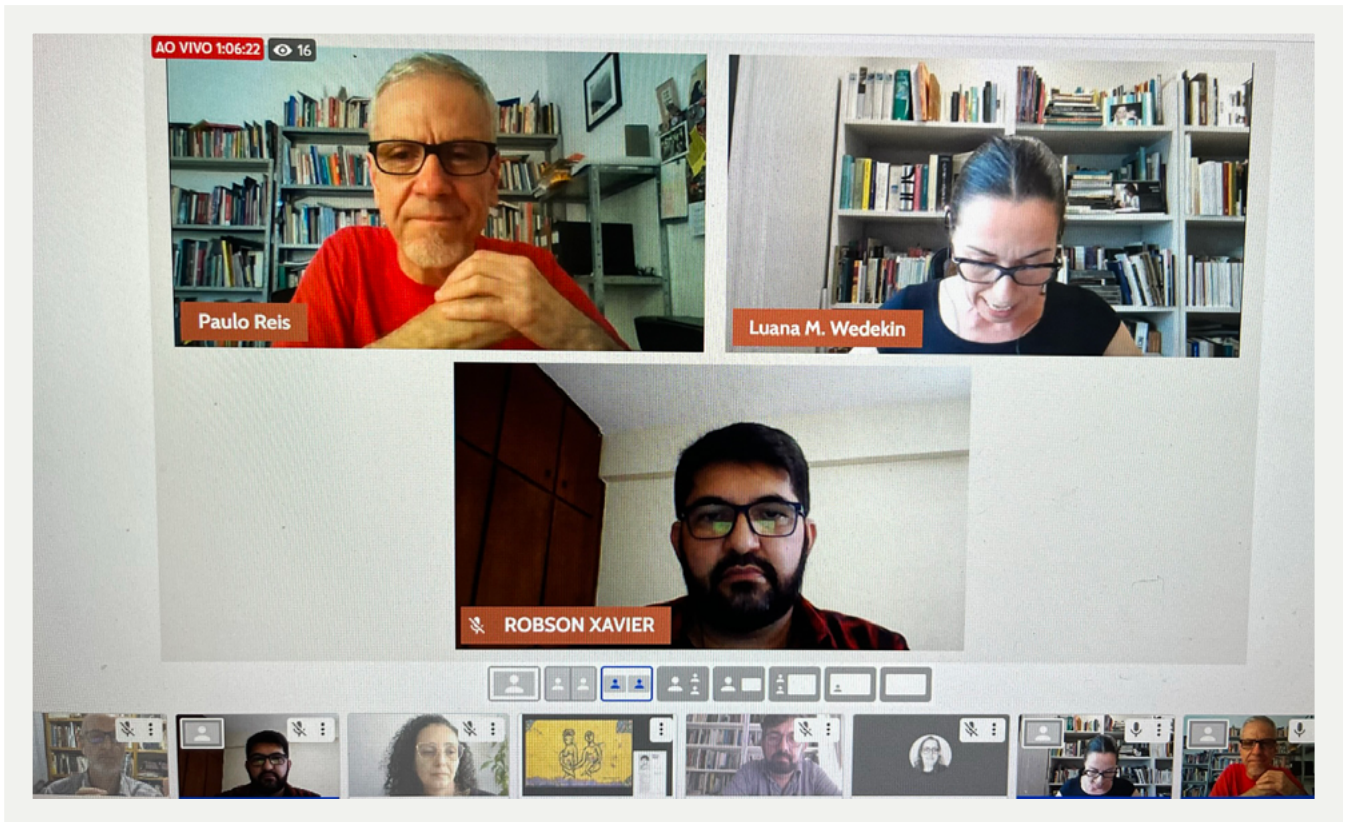 AO VIVO 1:06:22
16
Paulo Reis
Luana M. Wedekin
ROBSON XAVIER